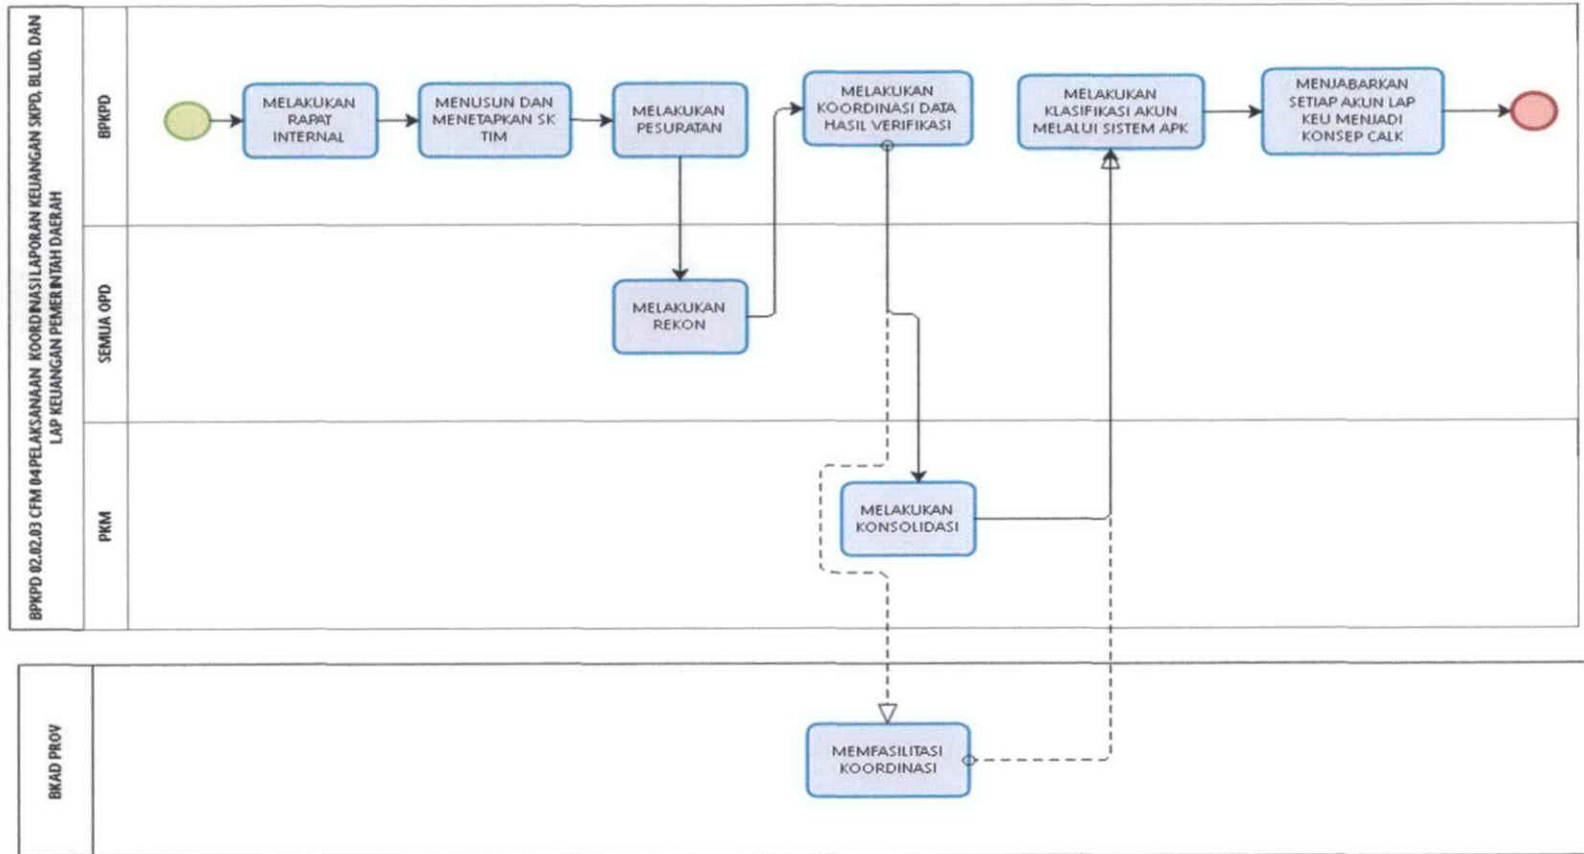 BPKPD 02.02.03 CFM 04 PELAKSANAAN KOORDINASI LAPORAN KEUANGAN SKPD, BLUD, DAN
LAP KEUANGAN PEMERINTAH DAERAH
BPKPD
MELAKUKAN
RAPAT
INTERNAL
MENUSUN DAN
MENETAPKAN SK
TIM
MELAKUKAN
PESURATAN
MELAKUKAN
KOORDINASI DATA
HASIL VERIFIKASI
MELAKUKAN
KLASIFIKASI AKUN
MELALUI SISTEM APK
MENJABARKAN
SETIAP AKUN LAP
KEU MENJADI
KONSEP CALK
SEMUA OPD
MELAKUKAN
REKON
PKM
MELAKUKAN
KONSOLIDASI
BKAD PROV
MEMFASILITASI
KOORDINASI